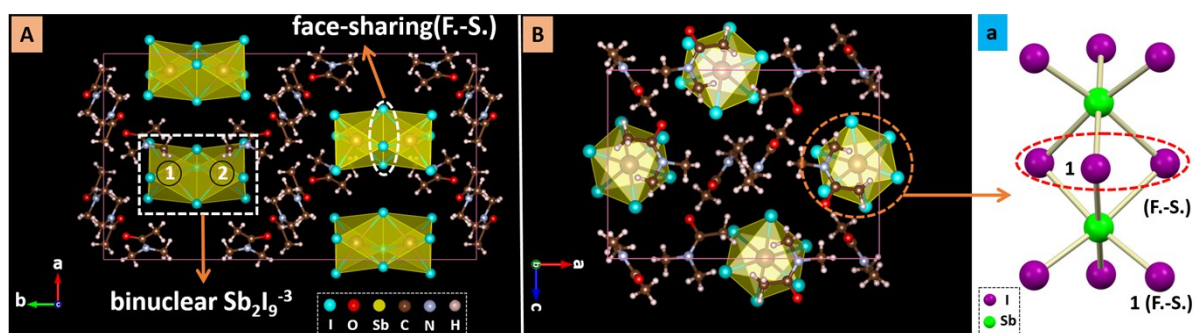 A
face-sharing(F.-S.)
1 2
binuclear Sb₂I₉⁻³
a
b
c
I O Sb C N H
B
b
a
c
a
1
(F.-S.)
1 (F.-S.)
I
Sb